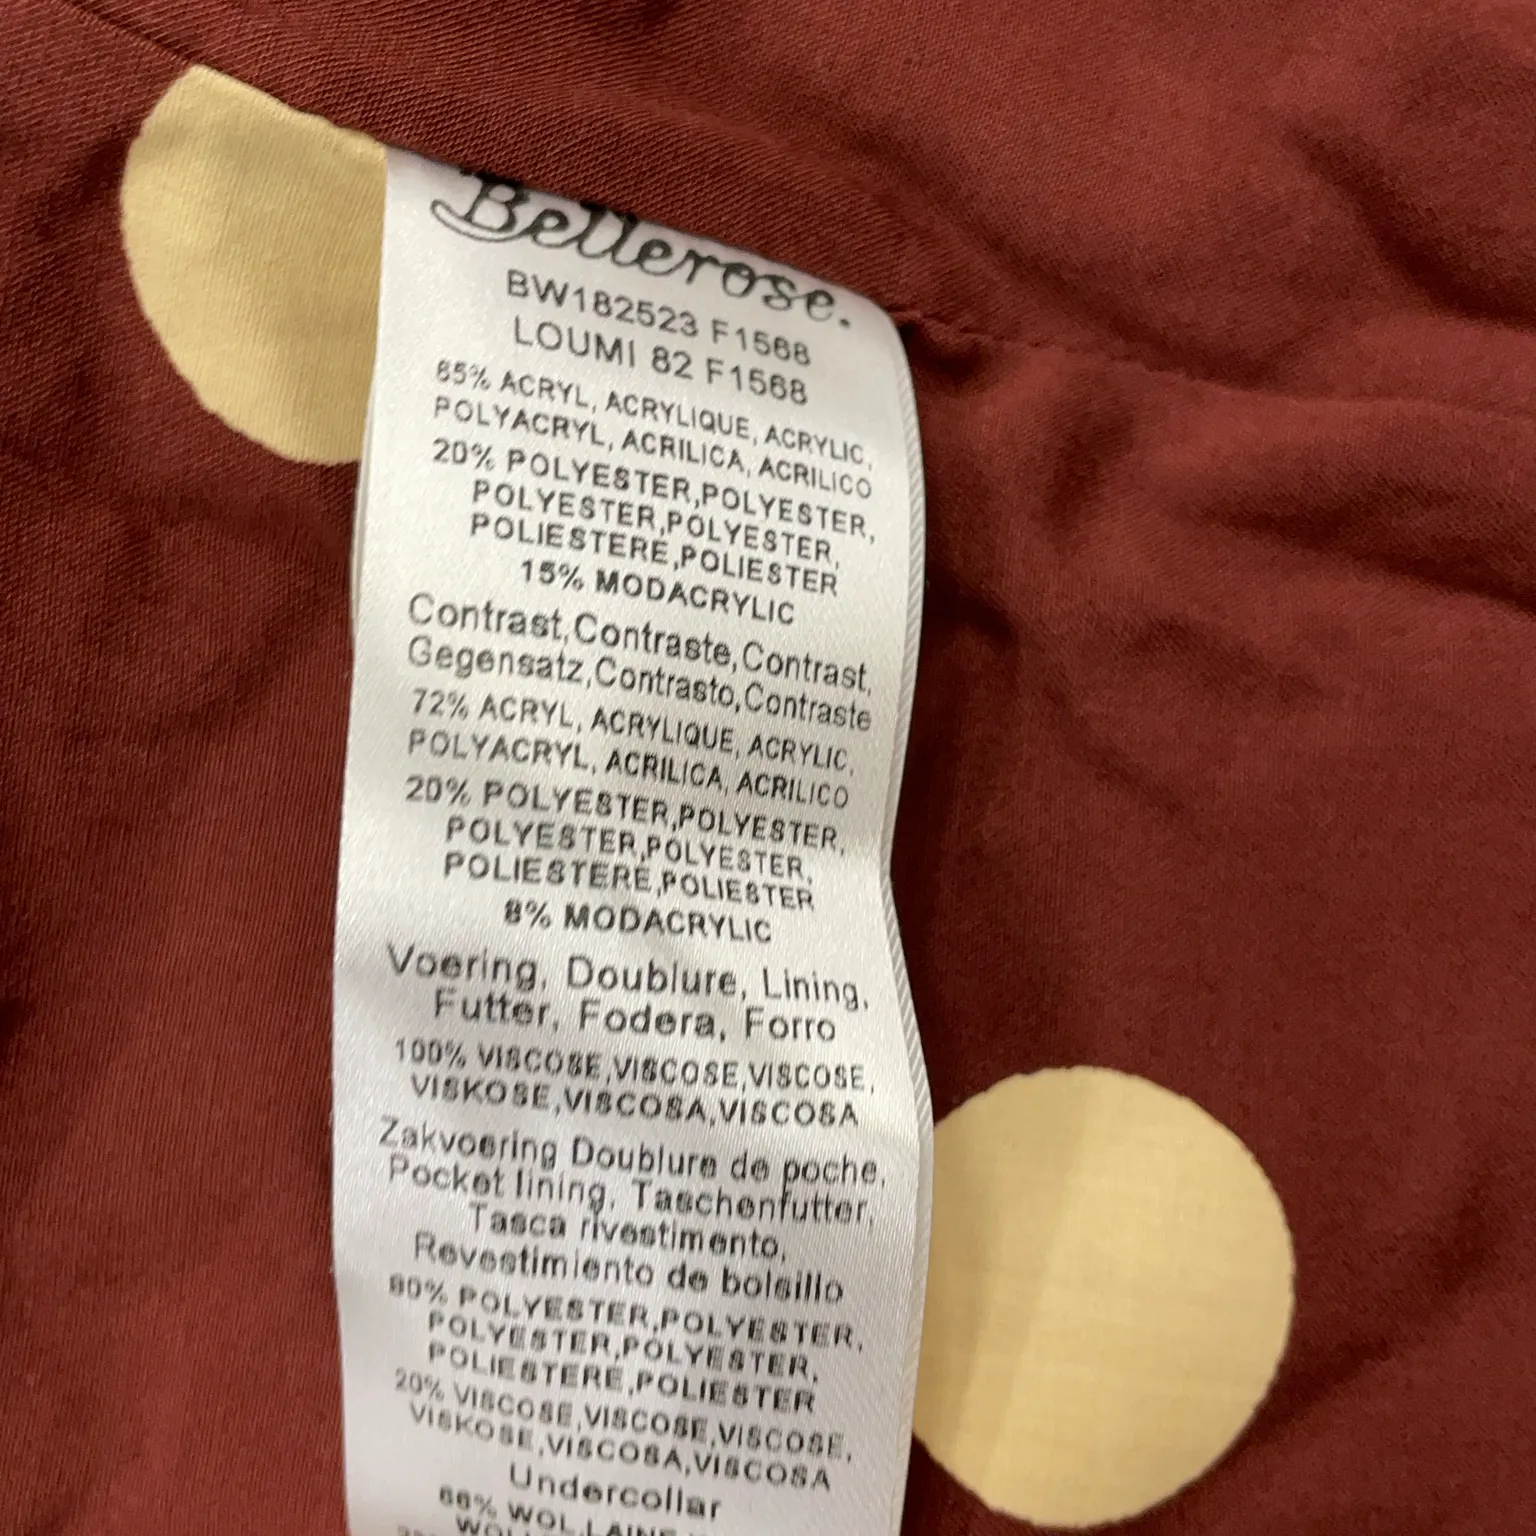 Bellerose.
BW182523 F1568
LOUMI 82 F1568
65% ACRYL, ACRYLIQUE, ACRYLIC,
POLYACRYL, ACRILICA, ACRILICO
20% POLYESTER,POLYESTER,
POLYESTER,POLYESTER,
POLIESTERE,POLIESTER
15% MODACRYLIC
Contrast,Contraste,Contrast,
Gegensatz,Contrasto,Contraste
72% ACRYL, ACRYLIQUE, ACRYLIC,
POLYACRYL, ACRILICA, ACRILICO
20% POLYESTER,POLYESTER,
POLYESTER,POLYESTER,
POLIESTERE,POLIESTER
8% MODACRYLIC
Voering, Doublure, Lining,
Futter, Fodera, Forro
100% VISCOSE,VISCOSE,VISCOSE,
VISKOSE,VISCOSA,VISCOSA
Zakvoering Doublure de poche,
Pocket lining, Taschenfutter,
Tasca rivestimento,
Revestimiento de bolsillo
80% POLYESTER,POLYESTER,
POLYESTER,POLYESTER,
POLIESTERE,POLIESTER
20% VISCOSE,VISCOSE,VISCOSE,
VISKOSE,VISCOSA,VISCOSA
Undercollar
WOL,LAINE